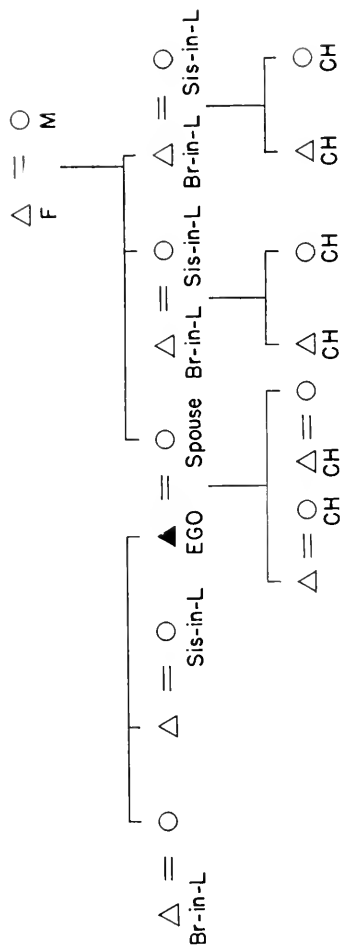 F M
Br-in-L Sis-in-L EGO Spouse Br-in-L Sis-in-L Br-in-L Sis-in-L
CH CH CH CH CH CH